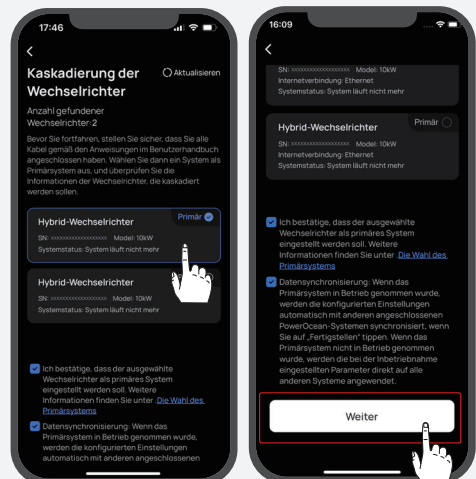 17:46
Kaskadierung der
Wechselrichter
Aktualisieren
Anzahl gefundener
Wechselrichter:2
Bevor Sie fortfahren, stellen Sie sicher, dass Sie alle
Kabel gemäß den Anweisungen im Benutzerhandbuch
angeschlossen haben. Wählen Sie dann ein System als
Primärsystem aus, und überprüfen Sie die
Informationen der Wechselrichter, die kaskadiert
werden sollen.
Hybrid-Wechselrichter
Primär
SN: xxxxxxxxxxxxxxxxxx Model: 10kW
Systemstatus: System läuft nicht mehr
Hybrid-Wechselrichter
SN: xxxxxxxxxxxxxxxxxx Model: 10kW
Systemstatus: System läuft nicht mehr
Ich bestätige, dass der ausgewählte
Wechselrichter als primäres System
eingestellt werden soll. Weitere
Informationen finden Sie unter .Die Wahl des
Primärsystems
Datensynchronisierung: Wenn das
Primärsystem in Betrieb genommen wurde,
werden die konfigurierten Einstellungen
automatisch mit anderen angeschlossenen
16:09
SN: xxxxxxxxxxxxxxxxxx Model: 10kW
Internetverbindung: Ethernet
Systemstatus: System läuft nicht mehr
Hybrid-Wechselrichter
Primär
SN: xxxxxxxxxxxxxxxxxx Model: 10kW
Internetverbindung: Ethernet
Systemstatus: System läuft nicht mehr
Ich bestätige, dass der ausgewählte
Wechselrichter als primäres System
eingestellt werden soll. Weitere
Informationen finden Sie unter .Die Wahl des
Primärsystems
Datensynchronisierung: Wenn das
Primärsystem in Betrieb genommen wurde,
werden die konfigurierten Einstellungen
automatisch mit anderen angeschlossenen
PowerOcean-Systemen synchronisiert, wenn
Sie auf „Fertigstellen" tippen. Wenn das
Primärsystem nicht in Betrieb genommen
wurde, werden die bei der Inbetriebnahme
eingestellten Parameter direkt auf alle
anderen Systeme angewendet.
Weiter